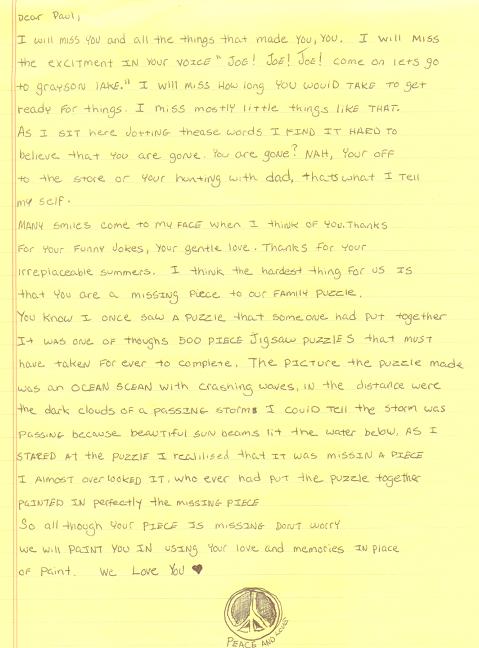 Dear Paul,
I will miss you and all the things that made you, you. I will miss
the excitment in your voice "Joe! Joe! Joe! come on lets go
to grayson lake." I will miss how long you would take to get
ready for things. I miss mostly little things like that.
As I sit here jotting thease words I find it hard to
believe that you are gone. You are gone? Nah, your off
to the store or your hunting with dad, thats what I tell
my self.
Many smiles come to my face when I think of you. Thanks
for your funny jokes, your gentle love. Thanks for your
irreplaceable summers. I think the hardest thing for us is
that you are a missing piece to our family puzzle.
You know I once saw a puzzle that someone had put together
It was one of thoughs 500 piece jigsaw puzzles that must
have taken for ever to complete. The picture the puzzle made
was an ocean scean with crashing waves, in the distance were
the dark clouds of a passing storm. I could tell the storm was
passing because beautiful sun beams lit the water below. As I
stared at the puzzle I realilised that it was missin a piece
I almost over looked it. who ever had put the puzzle together
painted in perfectly the missing piece
So all though your piece is missing dont worry
we will paint you in using your love and memories in place
of paint. We Love You ♥
Peace and Love